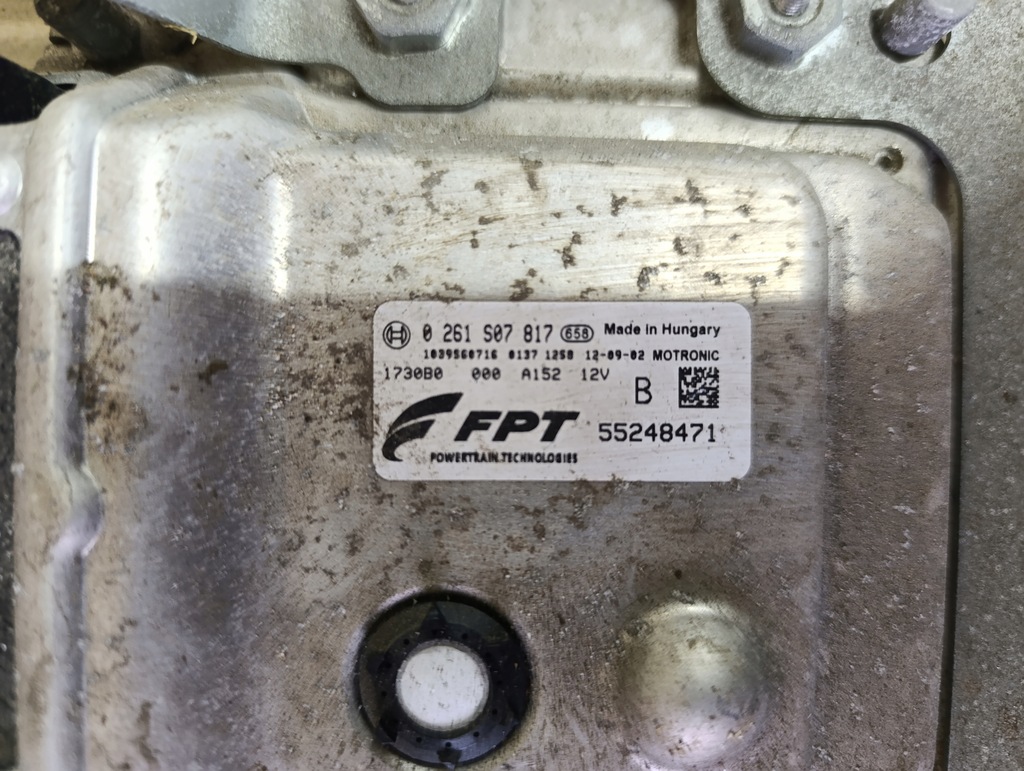 0 261 S07 817 658 Made in Hungary
1039S60716 0137 1258 12-09-02 MOTRONIC
1730B0 000 A152 12V
B
FPT 55248471
POWERTRAIN TECHNOLOGIES